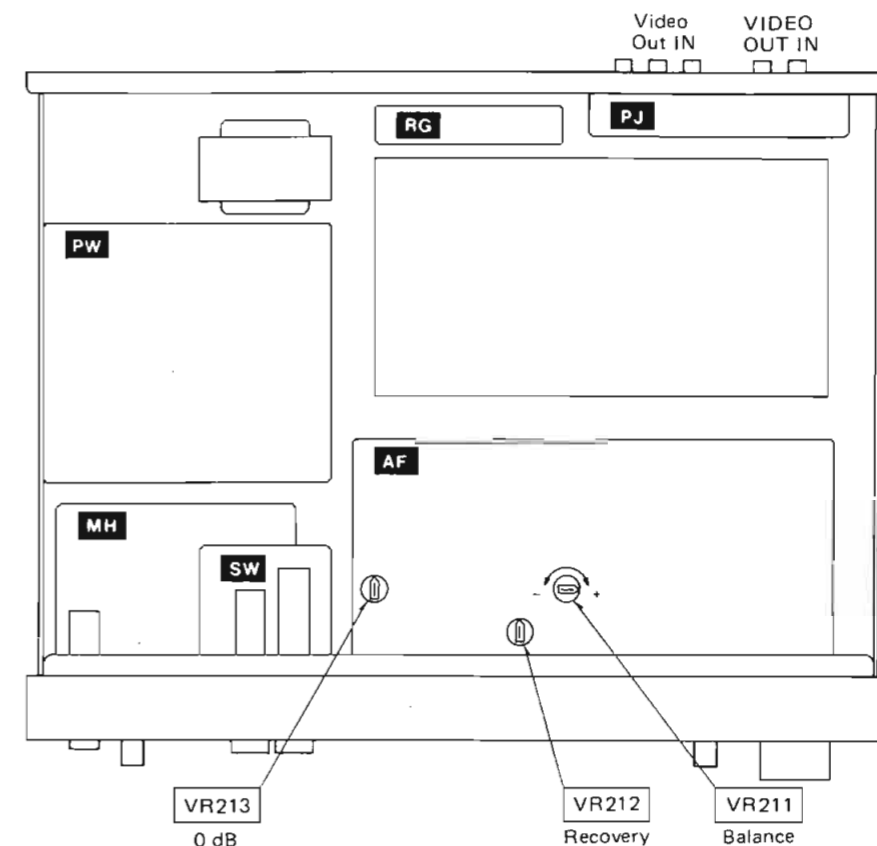 Video
Out IN
VIDEO
OUT IN
RG
PJ
PW
AF
MH
SW
- +
VR213
0 dB
VR212
Recovery
VR211
Balance